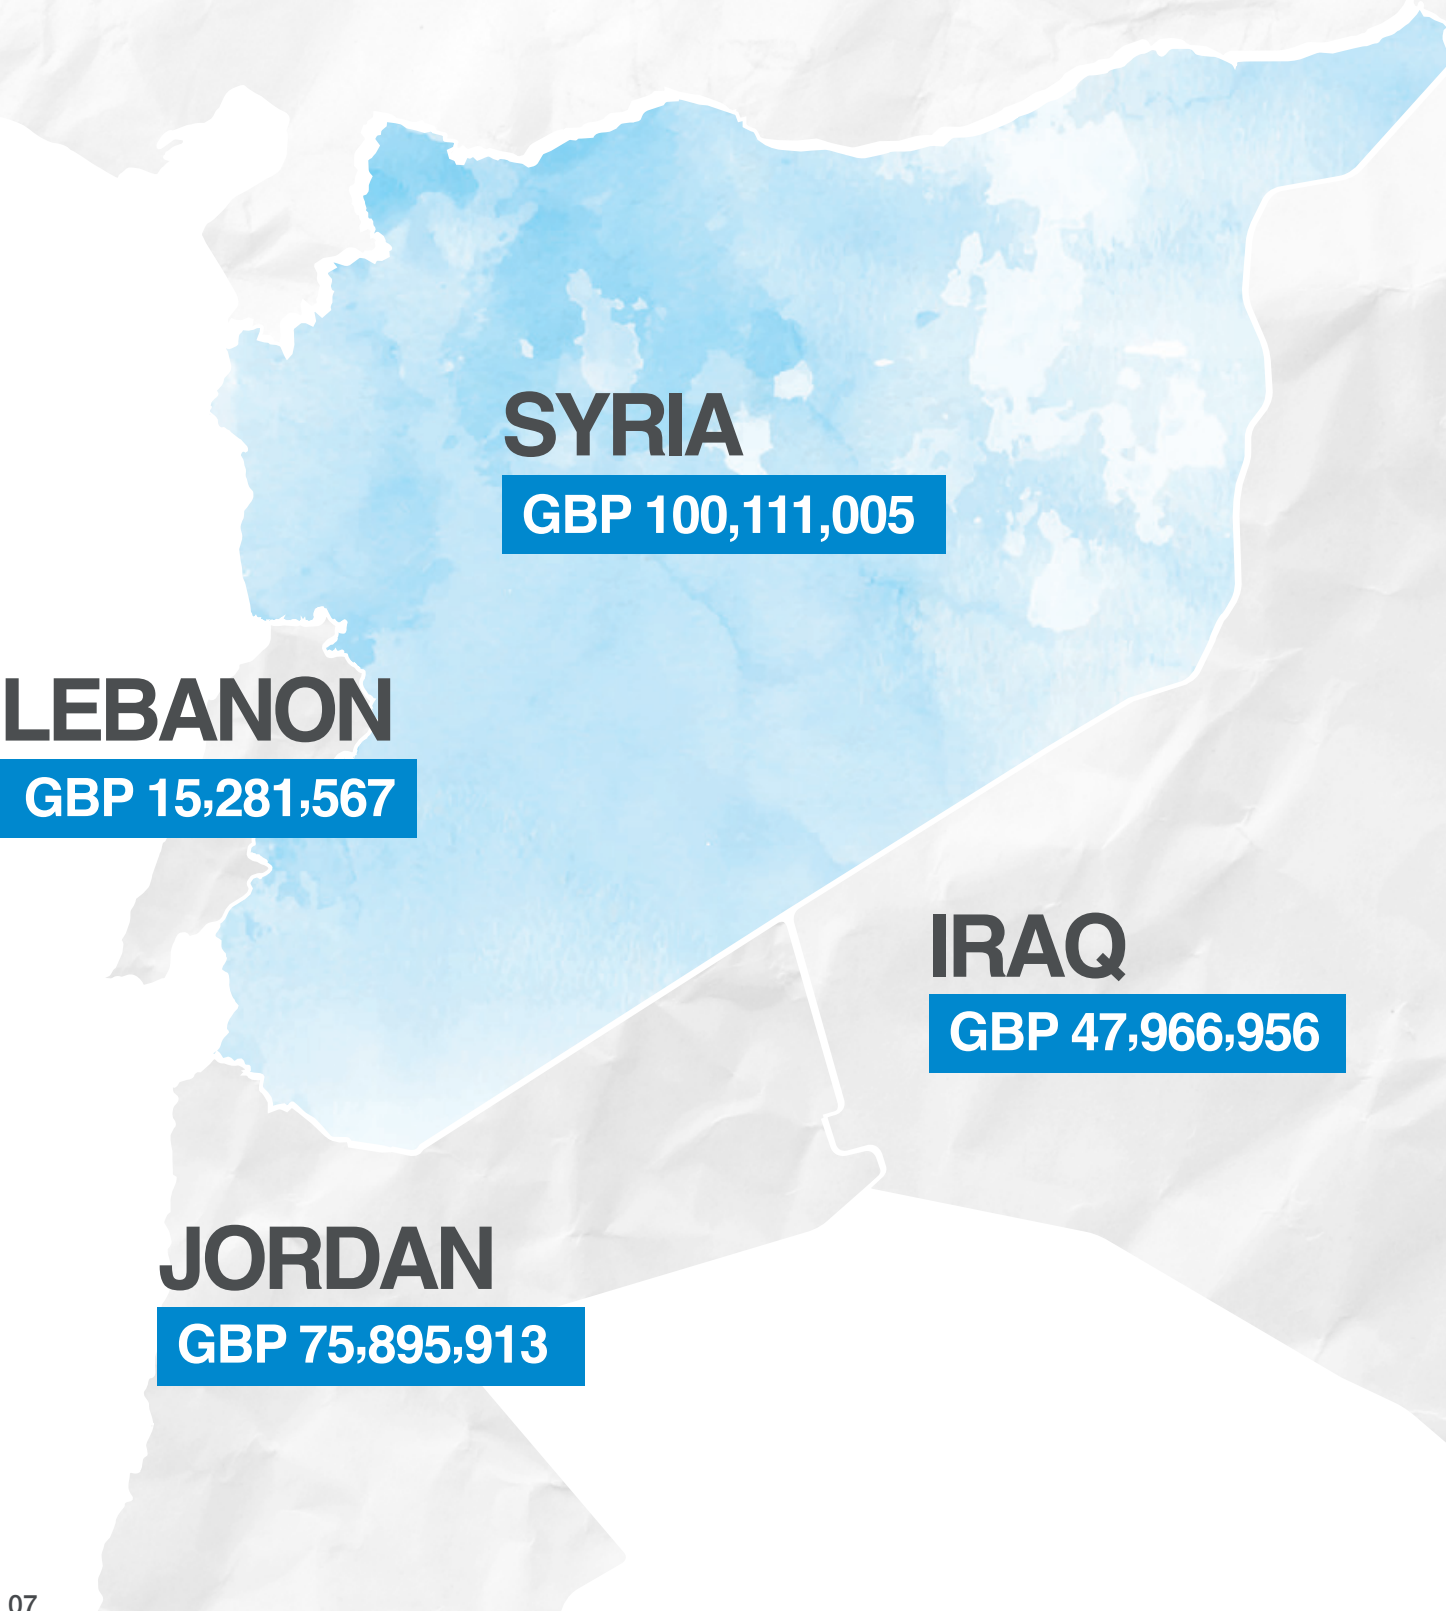 SYRIA
GBP 100,111,005
LEBANON
GBP 15,281,567
IRAQ
GBP 47,966,956
JORDAN
GBP 75,895,913
07